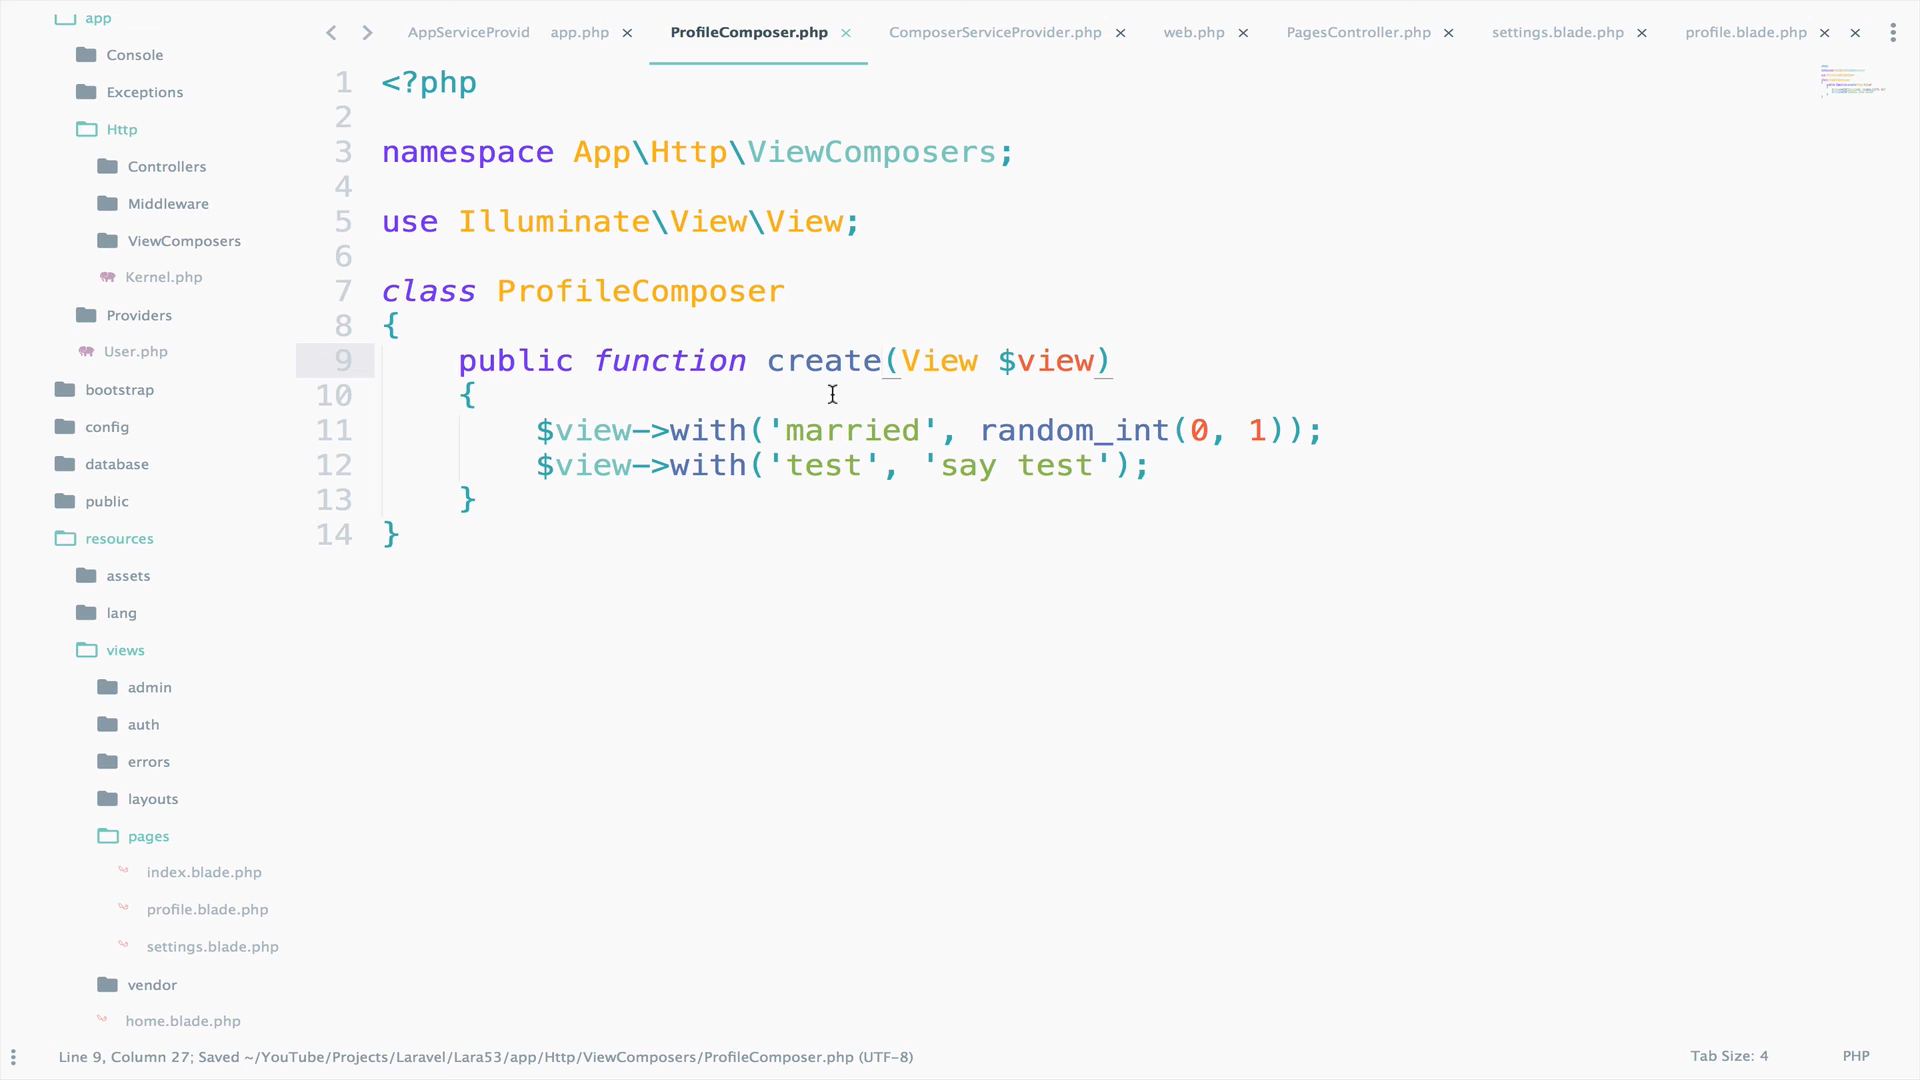 app
Console
Exceptions
Http
Controllers
Middleware
ViewComposers
Kernel.php
Providers
User.php
bootstrap
config
database
public
resources
assets
lang
views
admin
auth
errors
layouts
pages
index.blade.php
profile.blade.php
settings.blade.php
vendor
home.blade.php
AppServiceProvid app.php ProfileComposer.php ComposerServiceProvider.php web.php PagesController.php settings.blade.php profile.blade.php
1 <?php
2
3 namespace App\Http\ViewComposers;
4
5 use Illuminate\View\View;
6
7 class ProfileComposer
8 {
9 public function create(View $view)
10 {
11 $view->with('married', random_int(0, 1));
12 $view->with('test', 'say test');
13 }
14 }
Line 9, Column 27; Saved ~/YouTube/Projects/Laravel/Lara53/app/Http/ViewComposers/ProfileComposer.php (UTF-8) Tab Size: 4 PHP